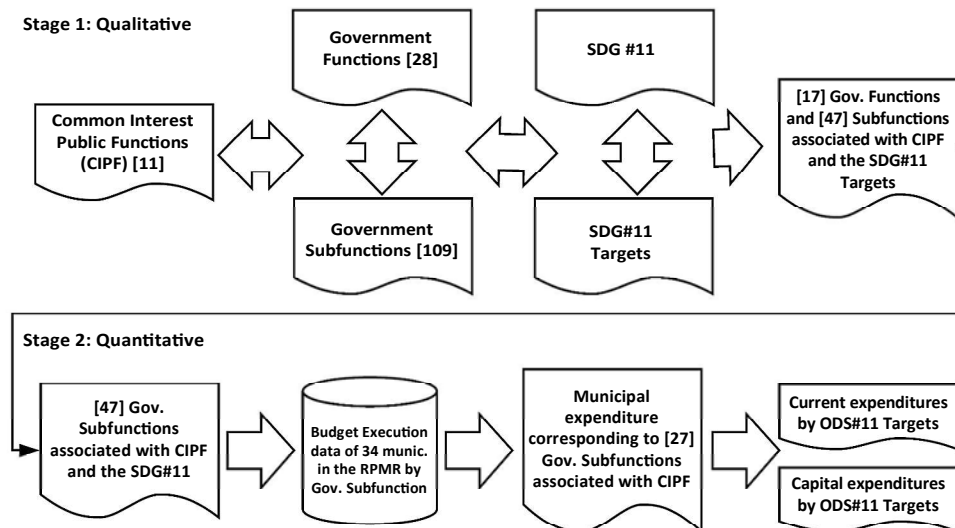 Stage 1: Qualitative
Government
Functions [28]
SDG #11
Common Interest
Public Functions
(CIPF) [11]
[17] Gov. Functions
and [47] Subfunctions
associated with CIPF
and the SDG#11
Targets
Government
Subfunctions [109]
SDG#11
Targets
Stage 2: Quantitative
[47] Gov.
Subfunctions
associated with CIPF
and the SDG#11
Budget Execution
data of 34 munic.
in the RPMR by
Gov. Subfunction
Municipal
expenditure
corresponding to [27]
Gov. Subfunctions
associated with CIPF
Current expenditures
by ODS#11 Targets
Capital expenditures
by ODS#11 Targets